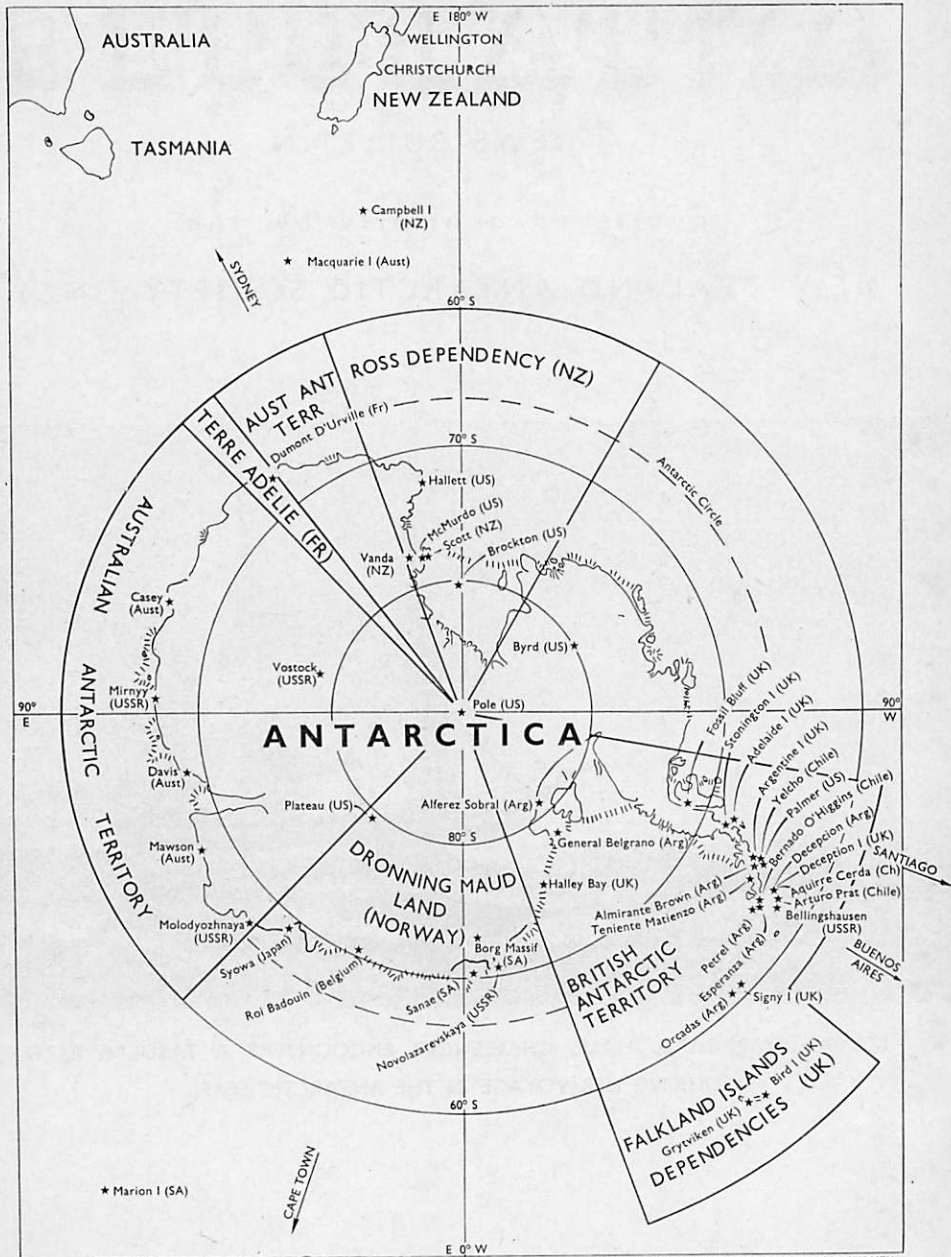 E 180° W
AUSTRALIA
WELLINGTON
CHRISTCHURCH
NEW ZEALAND
TASMANIA
Campbell I
(NZ)
Macquarie I (Aust)
SYDNEY
60° S
ROSS DEPENDENCY (NZ)
AUST ANT
TERR
TERRE ADELIE (FR)
Dumont D'Urville (Fr)
70° S
Antarctic Circle
Hallett (US)
McMurdo (US)
Scott (NZ)
Vanda
(NZ)
Brockton (US)
AUSTRALIAN
ANTARCTIC
TERRITORY
Casey
(Aust)
Byrd (US)
Vostock
(USSR)
Mirnyy
(USSR)
90°
E
Pole (US)
90°
W
ANTARCTICA
Fossil Bluff (UK)
Stonington I (UK)
Adelaide I (UK)
Argentine I (UK)
Yelcho (Chile)
Palmer (US)
Bernado O'Higgins (Chile)
Decepcion (Arg)
Deception I (UK)
Aquirre Cerda (Ch)
Arturo Prat (Chile)
Bellingshausen
(USSR)
SANTIAGO
BUENOS
AIRES
Davis
(Aust)
Plateau (US)
Alferez Sobral (Arg)
80° S
General Belgrano (Arg)
Mawson
(Aust)
DRONNING MAUD
LAND
(NORWAY)
Halley Bay (UK)
Almirante Brown (Arg)
Teniente Matienzo (Arg)
Molodyozhnaya
(USSR)
Syowa (Japan)
Roi Badouin (Belgium)
Sanae (SA)
Borg Massif
(SA)
Novolazarevskaya (USSR)
BRITISH
ANTARCTIC
TERRITORY
Petrel (Arg)
Esperanza (Arg)
Orcadas (Arg)
Signy I (UK)
60° S
FALKLAND ISLANDS
DEPENDENCIES (UK)
Grytviken (UK)
Bird I (UK)
Marion I (SA)
CAPE TOWN
E 0° W